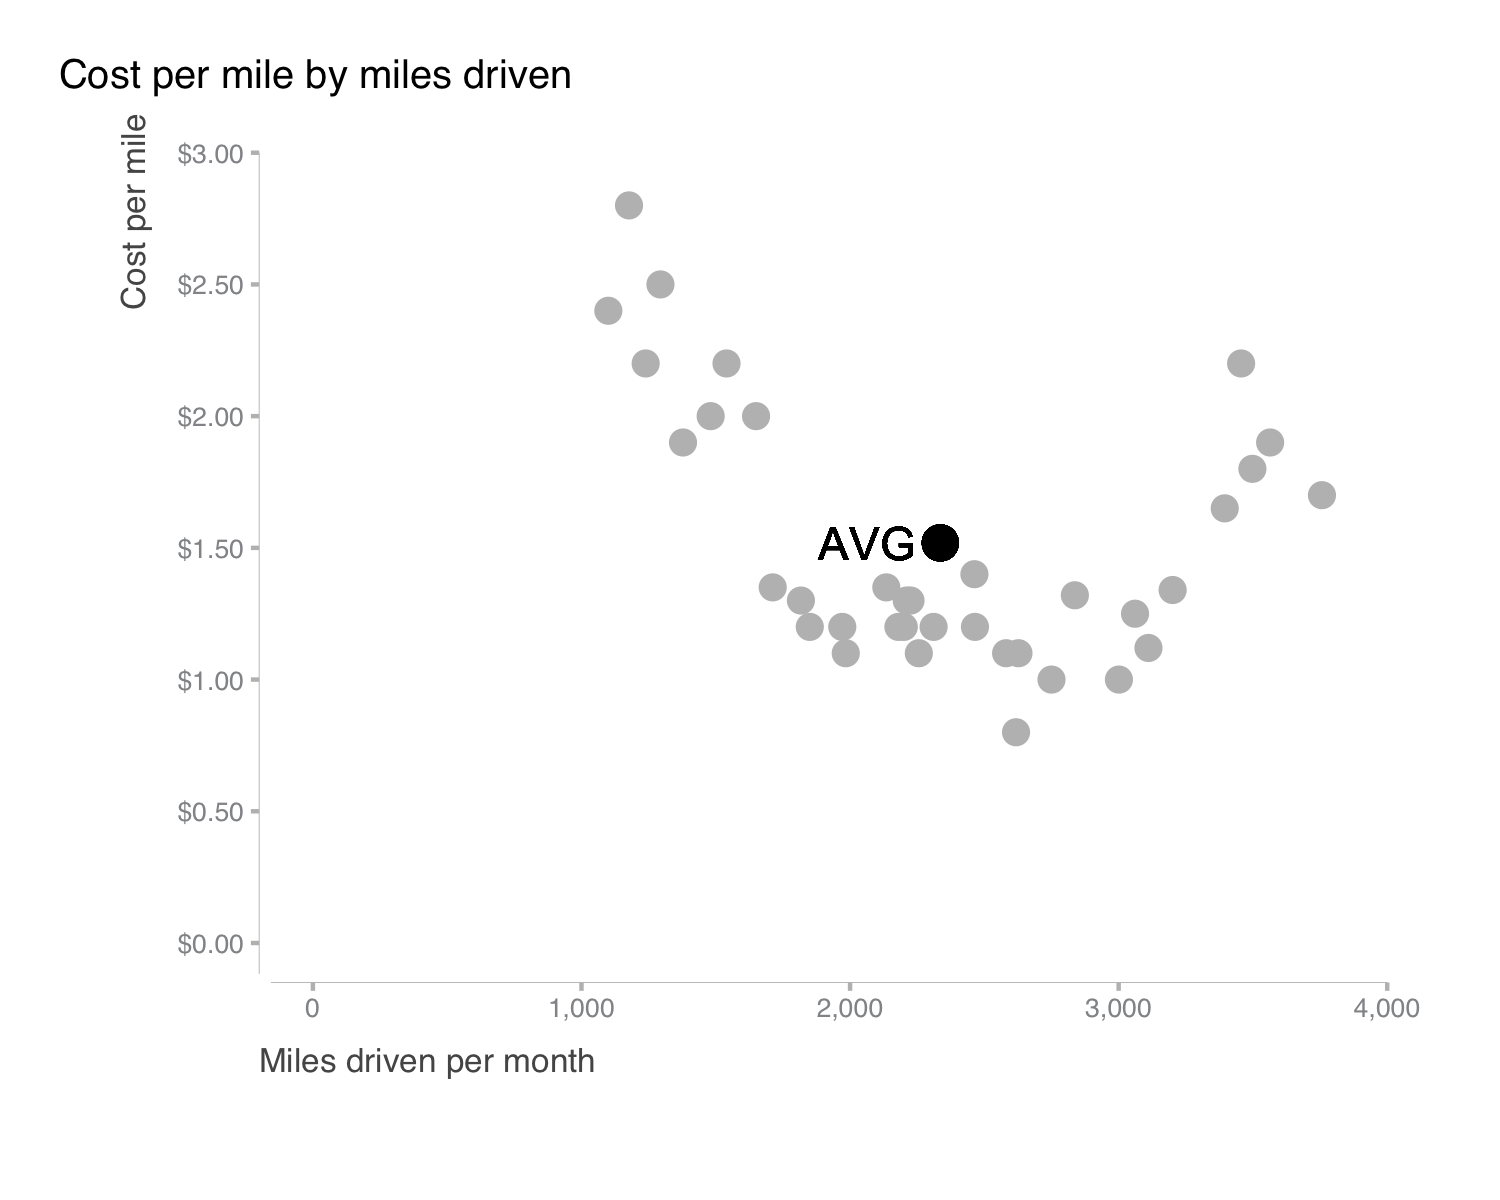 Cost per mile by miles driven
Cost per mile
$3.00
$2.50
$2.00
$1.50
$1.00
$0.50
$0.00
AVG
0 1,000 2,000 3,000 4,000
Miles driven per month